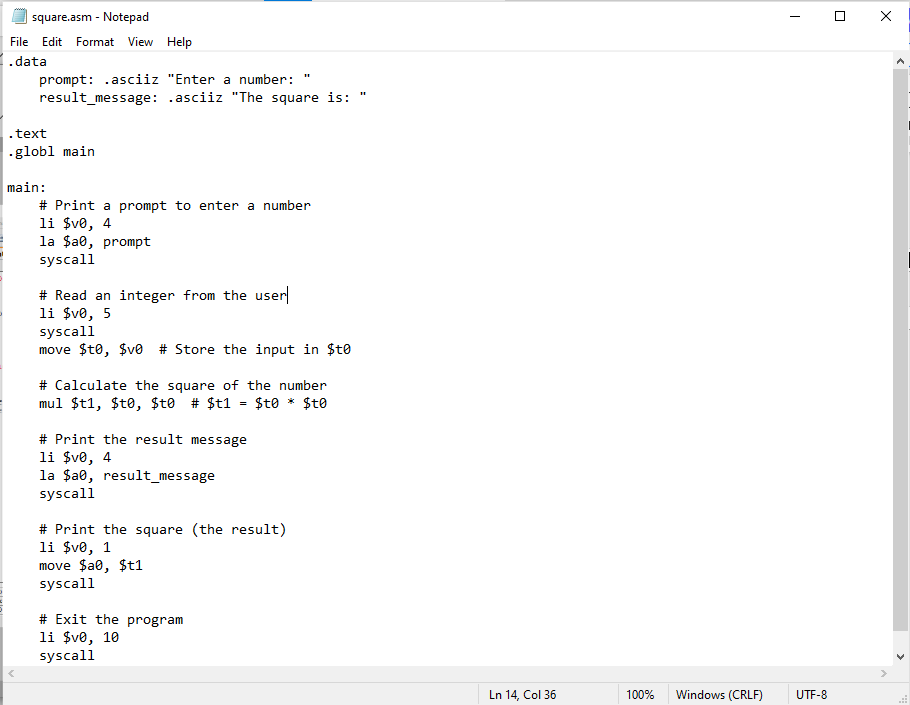 square.asm - Notepad
File Edit Format View Help
.data
    prompt: .asciiz "Enter a number: "
    result_message: .asciiz "The square is: "

.text
.globl main

main:
    # Print a prompt to enter a number
    li $v0, 4
    la $a0, prompt
    syscall

    # Read an integer from the user
    li $v0, 5
    syscall
    move $t0, $v0  # Store the input in $t0

    # Calculate the square of the number
    mul $t1, $t0, $t0  # $t1 = $t0 * $t0

    # Print the result message
    li $v0, 4
    la $a0, result_message
    syscall

    # Print the square (the result)
    li $v0, 1
    move $a0, $t1
    syscall

    # Exit the program
    li $v0, 10
    syscall
Ln 14, Col 36 100% Windows (CRLF) UTF-8